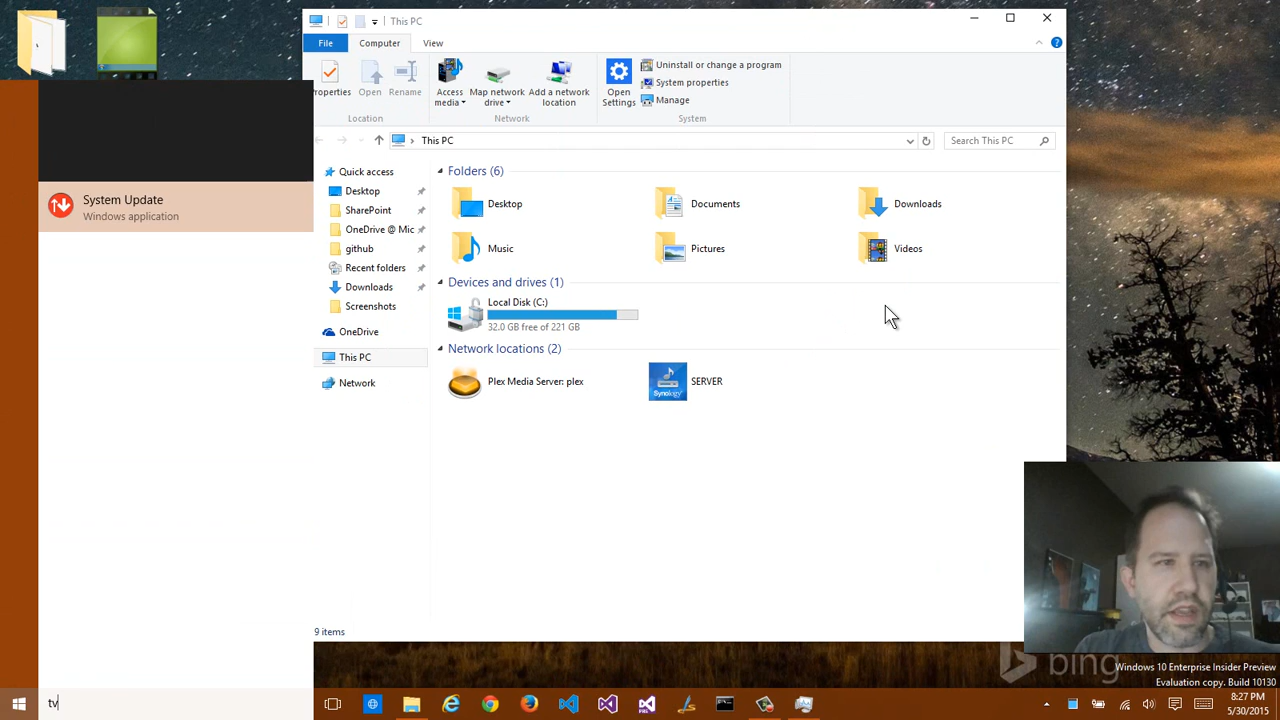 This PC
File
Computer
View
Properties
Open
Rename
Location
Access media
Map network drive
Add a network location
Network
Open Settings
Uninstall or change a program
System properties
Manage
System
This PC
Search This PC
System Update
Windows application
Quick access
Desktop
SharePoint
OneDrive @ Mic
github
Recent folders
Downloads
Screenshots
OneDrive
This PC
Network
Folders (6)
Desktop
Documents
Downloads
Music
Pictures
Videos
Devices and drives (1)
Local Disk (C:)
32.0 GB free of 221 GB
Network locations (2)
Plex Media Server: plex
Synology
SERVER
9 items
bing
Windows 10 Enterprise Insider Preview
Evaluation copy. Build 10130
tv
8:27 PM
5/30/2015